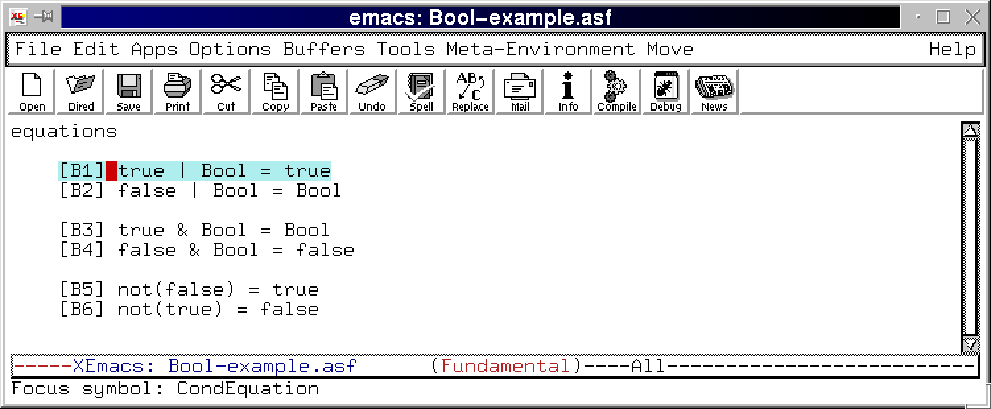 emacs: Bool-example.asf
File Edit Apps Options Buffers Tools Meta-Environment Move Help
Open Dired Save Print Cut Copy Paste Undo Spell Replace Mail Info Compile Debug News
equations
[B1] true | Bool = true
[B2] false | Bool = Bool
[B3] true & Bool = Bool
[B4] false & Bool = false
[B5] not(false) = true
[B6] not(true) = false
-----XEmacs: Bool-example.asf (Fundamental)----All--------------------------
Focus symbol: CondEquation